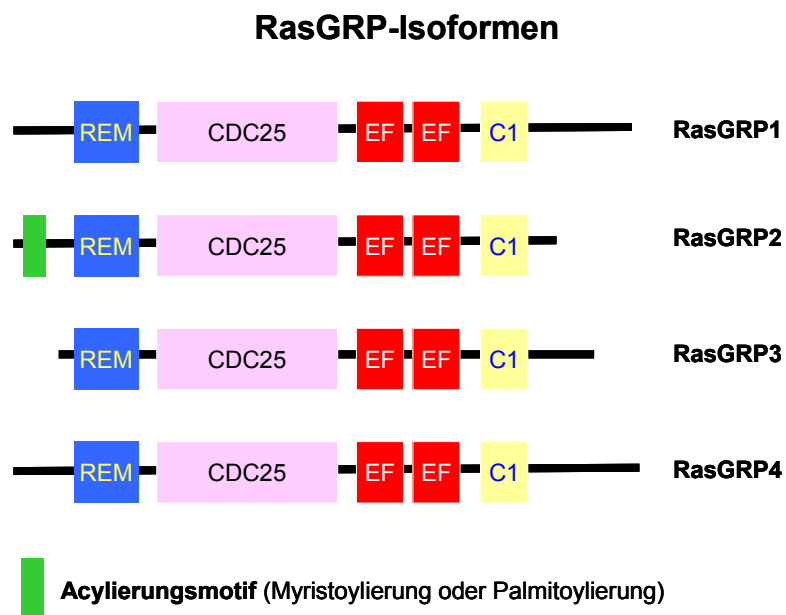 RasGRP-Isoformen
REM CDC25 EF EF C1 RasGRP1
REM CDC25 EF EF C1 RasGRP2
REM CDC25 EF EF C1 RasGRP3
REM CDC25 EF EF C1 RasGRP4
Acylierungsmotif (Myristoylierung oder Palmitoylierung)